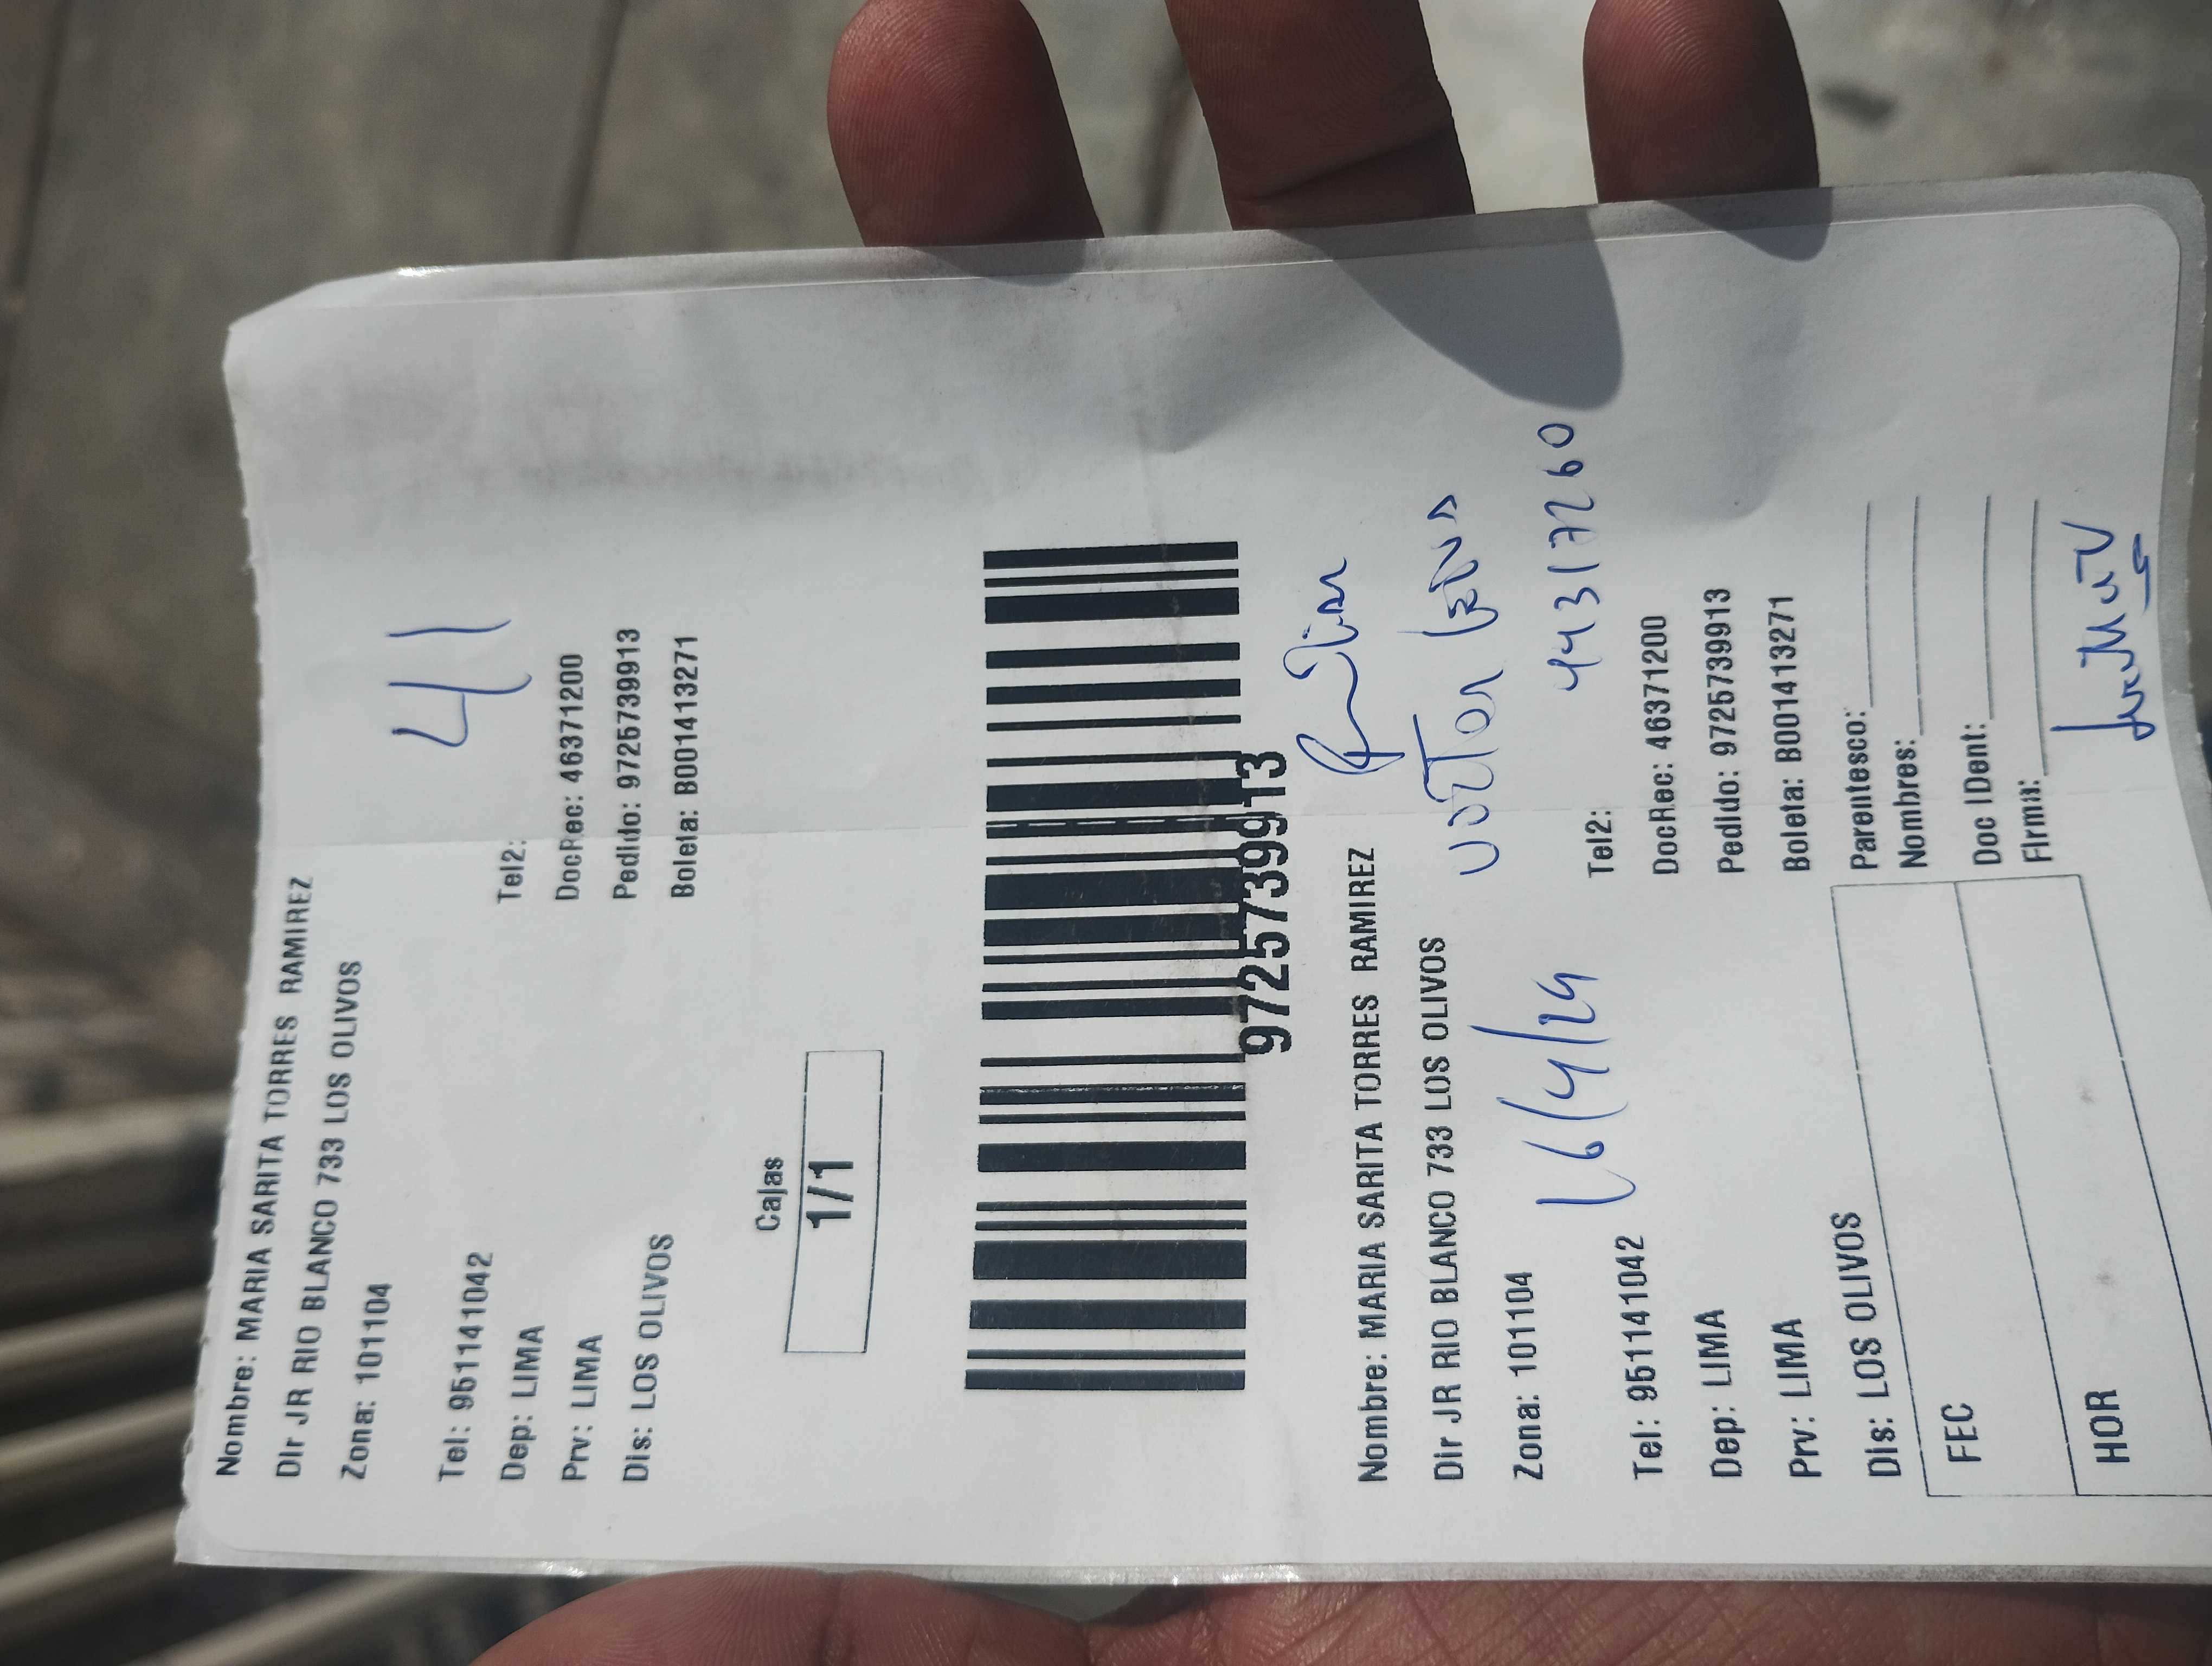 Nombre: MARIA SARITA TORRES RAMIREZ
Dir JR RIO BLANCO 733 LOS OLIVOS
Zona: 101104
41
Tel: 951141042 Tel2:
Dep: LIMA DocRec: 46371200
Prv: LIMA Pedido: 9725739913
Dis: LOS OLIVOS Boleta: B001413271
Cajas
1/1
9725739913
Nombre: MARIA SARITA TORRES RAMIREZ
Dir JR RIO BLANCO 733 LOS OLIVOS
Zona: 101104
16/4/24
44317260
Tel: 951141042 Tel2:
Dep: LIMA DocRec: 46371200
Prv: LIMA Pedido: 9725739913
Dis: LOS OLIVOS Boleta: B001413271
FEC
HOR
Parentesco:
Nombres:
Doc IDent:
Firma: